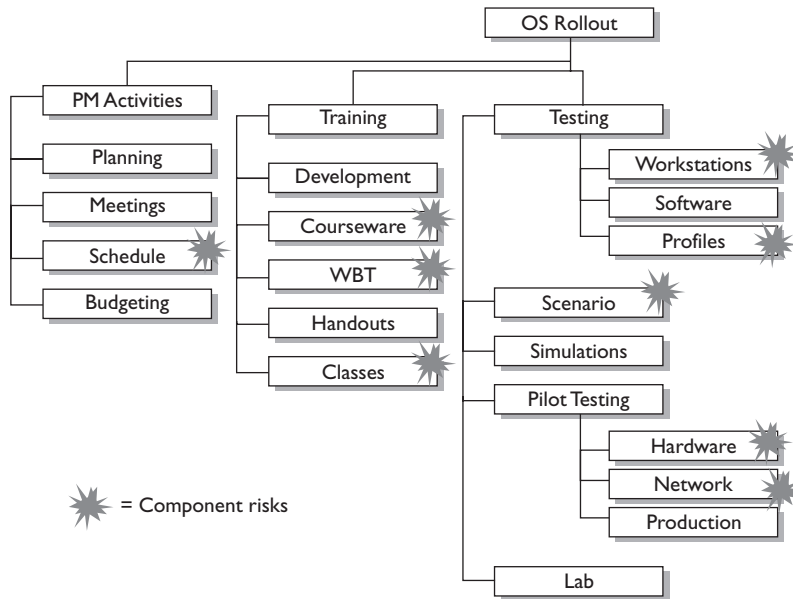 OS Rollout
PM Activities
Planning
Meetings
Schedule
Budgeting
Training
Development
Courseware
WBT
Handouts
Classes
Testing
Workstations
Software
Profiles
Scenario
Simulations
Pilot Testing
Hardware
Network
Production
Lab
= Component risks